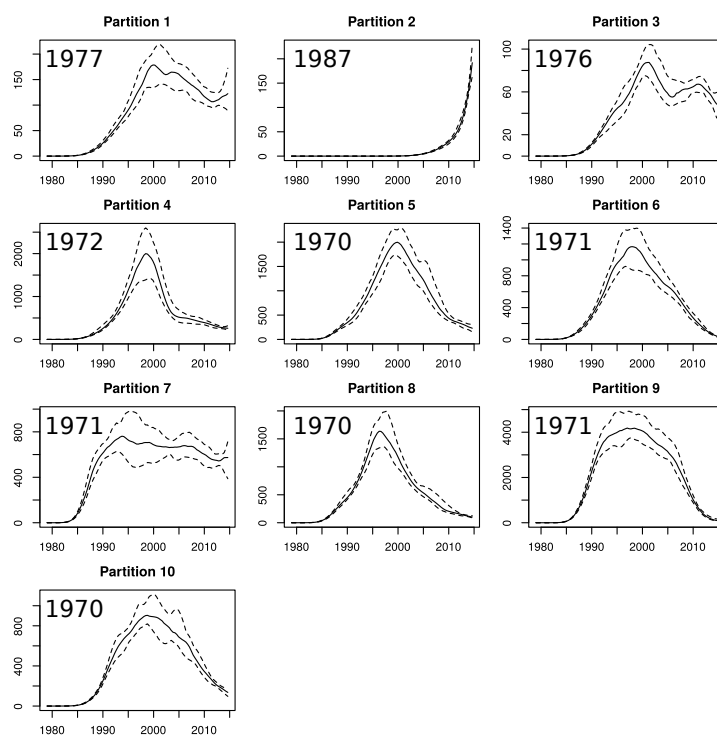 Partition 1
Partition 2
Partition 3
1977
1987
1976
0 50 150
0 50 150
0 20 60 100
1980 1990 2000 2010
1980 1990 2000 2010
1980 1990 2000 2010
Partition 4
Partition 5
Partition 6
1972
1970
1971
0 500 1000 2000
0 500 1500
0 400 800 1400
1980 1990 2000 2010
1980 1990 2000 2010
1980 1990 2000 2010
Partition 7
Partition 8
Partition 9
1971
1970
1971
0 400 800
0 500 1500
0 2000 4000
1980 1990 2000 2010
1980 1990 2000 2010
1980 1990 2000 2010
Partition 10
1970
0 400 800
1980 1990 2000 2010